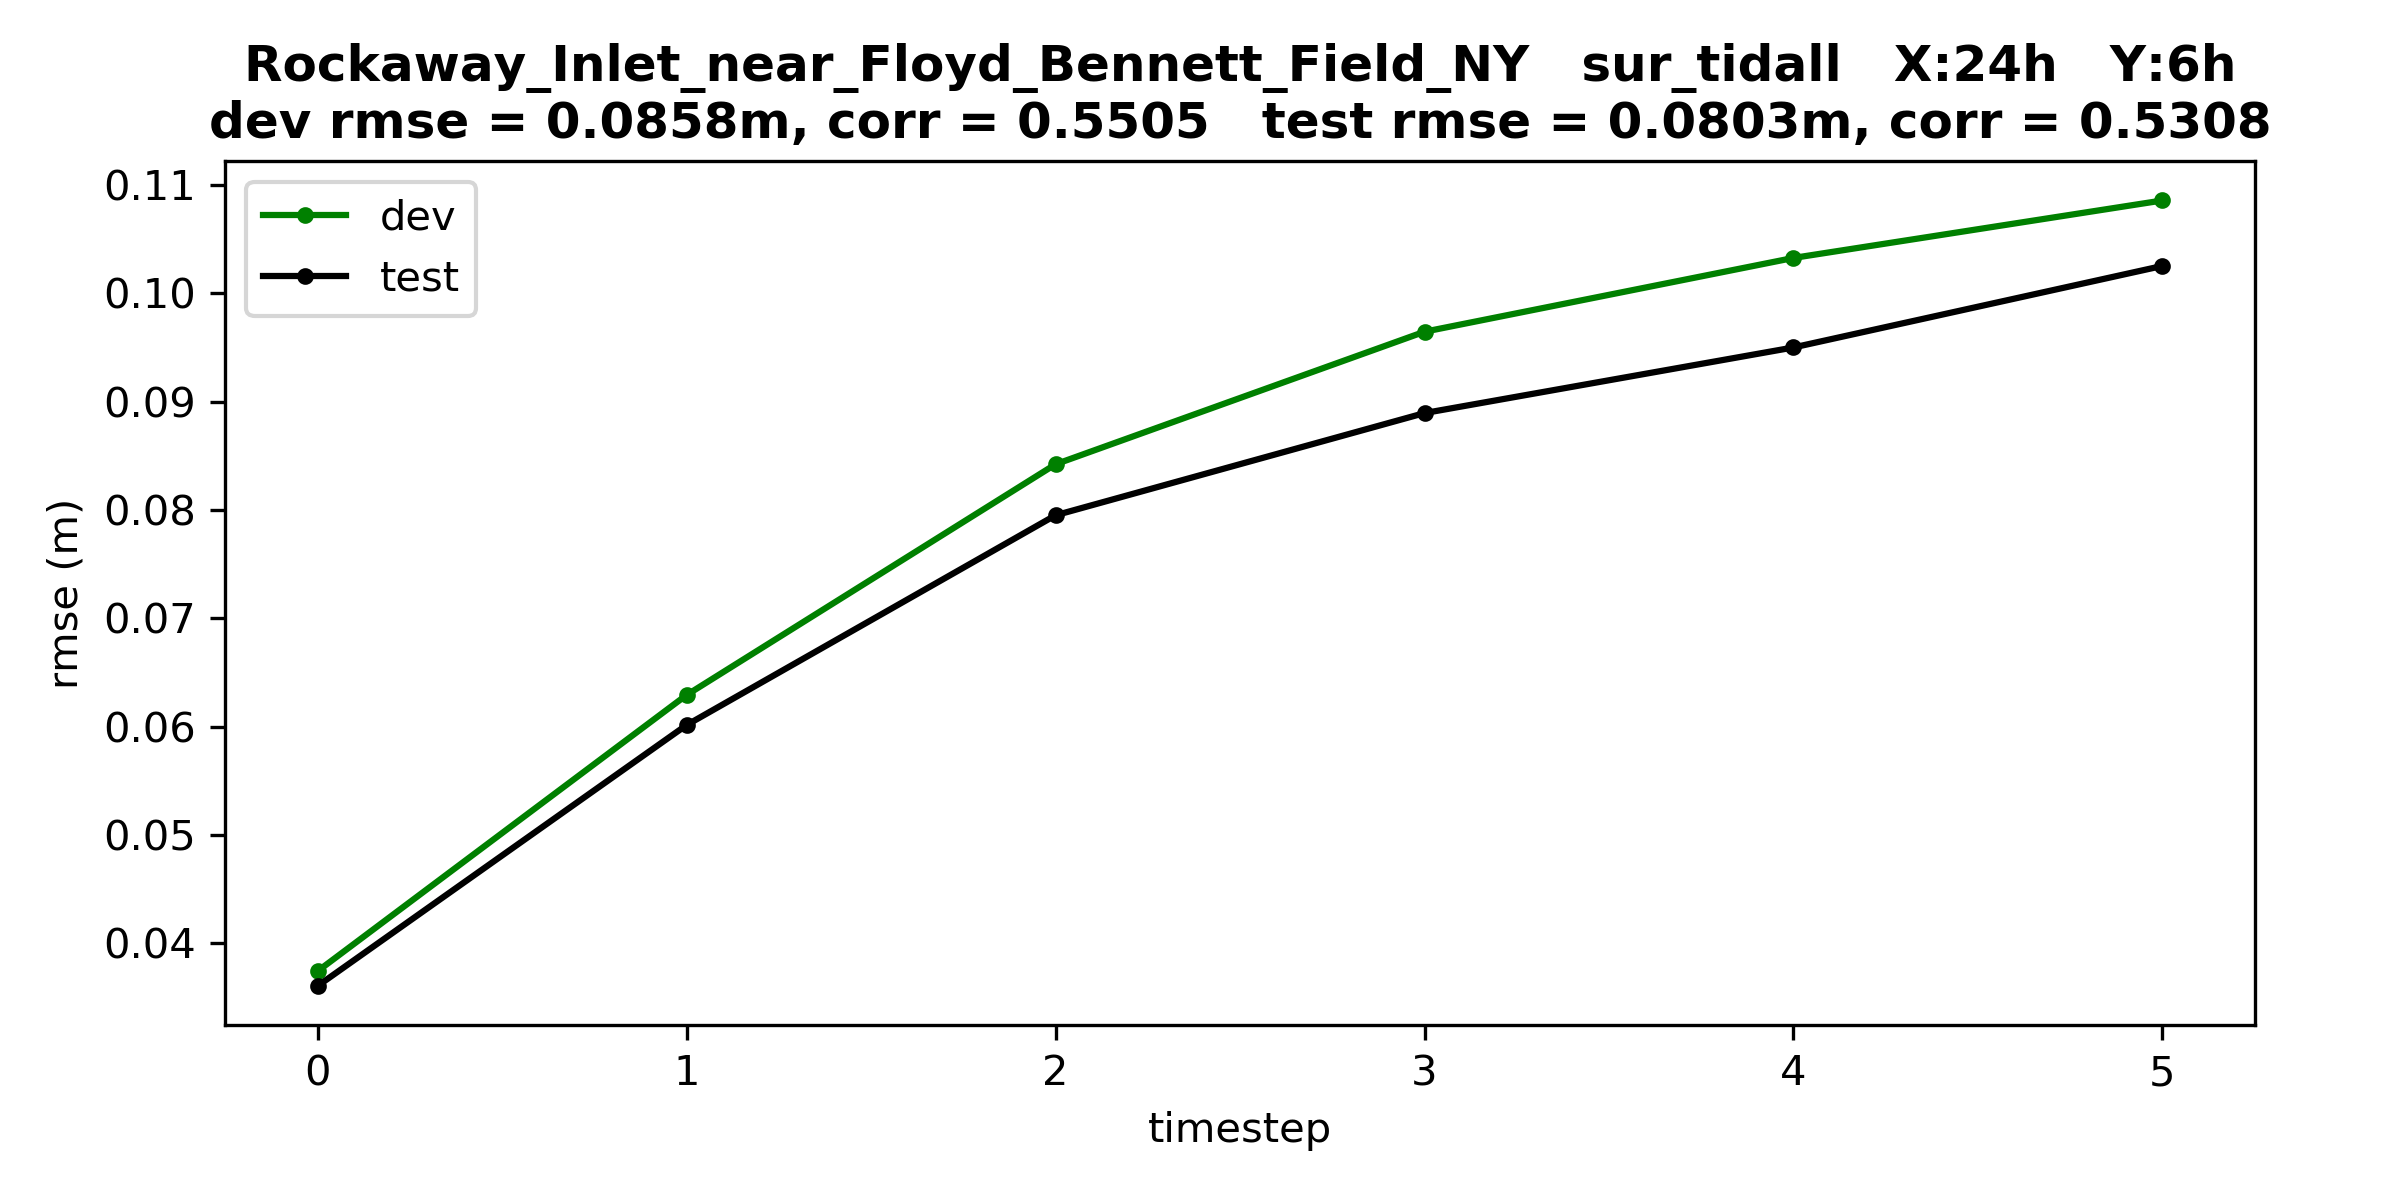 Rockaway_Inlet_near_Floyd_Bennett_Field_NY   sur_tidall   X:24h   Y:6h
dev rmse = 0.0858m, corr = 0.5505   test rmse = 0.0803m, corr = 0.5308
dev
test
0.11
0.10
0.09
0.08
0.07
0.06
0.05
0.04
rmse (m)
0 1 2 3 4 5
timestep